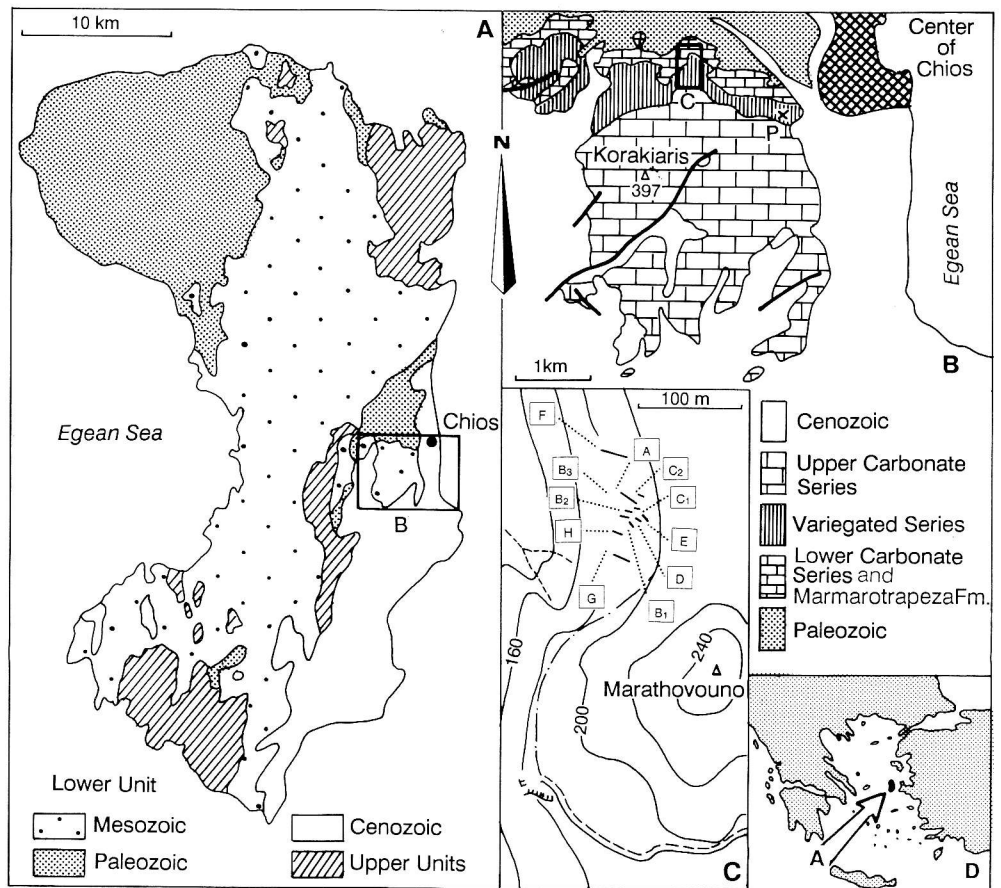 10 km
A
Egean Sea
Chios
B
Lower Unit
Mesozoic
Paleozoic
Cenozoic
Upper Units
N
Center
of
Chios
C
P
Korakiaris
397
Egean Sea
B
1km
100 m
F
A
B3
C2
B2
C1
H
E
D
G
B1
160
200
240
Marathovouno
C
Cenozoic
Upper Carbonate
Series
Variegated Series
Lower Carbonate
Series and
Marmarotrapeza Fm.
Paleozoic
A
D